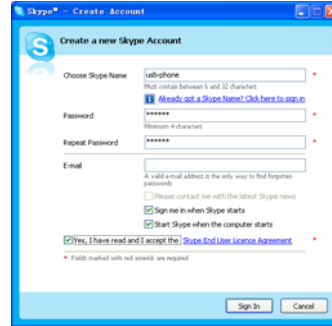 Skype™ - Create Account
Create a new Skype Account
Choose Skype Name
usb-phone
*
Must contain between 6 and 32 characters
Already got a Skype Name? Click here to sign in
Password
******
*
Minimum 4 characters
Repeat Password
******
*
E-mail
A valid e-mail address is the only way to find forgotten
passwords
Please contact me with the latest Skype news
Sign me in when Skype starts
Start Skype when the computer starts
Yes, I have read and I accept the Skype End User Licence Agreement *
* Fields marked with red asterisk are required
Sign In
Cancel